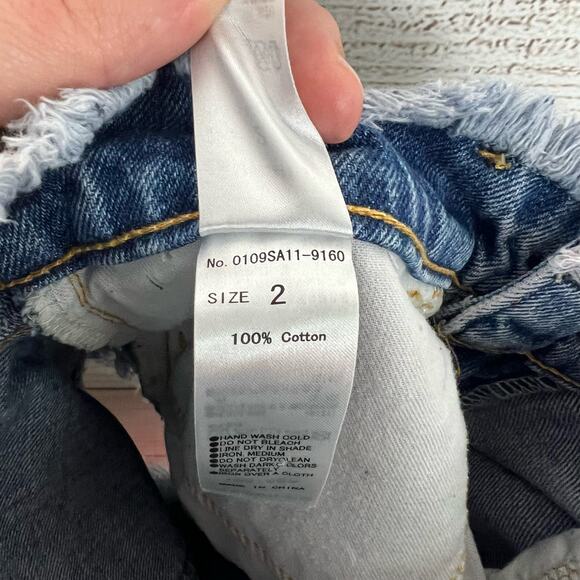 No. 0109SA11-9160
SIZE 2
100% Cotton
●HAND WASH COLD
●DO NOT BLEACH
●LINE DRY IN SHADE
●IRON, MEDIUM
●DO NOT DRYCLEAN
●WASH DARK COLORS
SEPARATELY
●IRON OVER A CLOTH
MADE IN CHINA